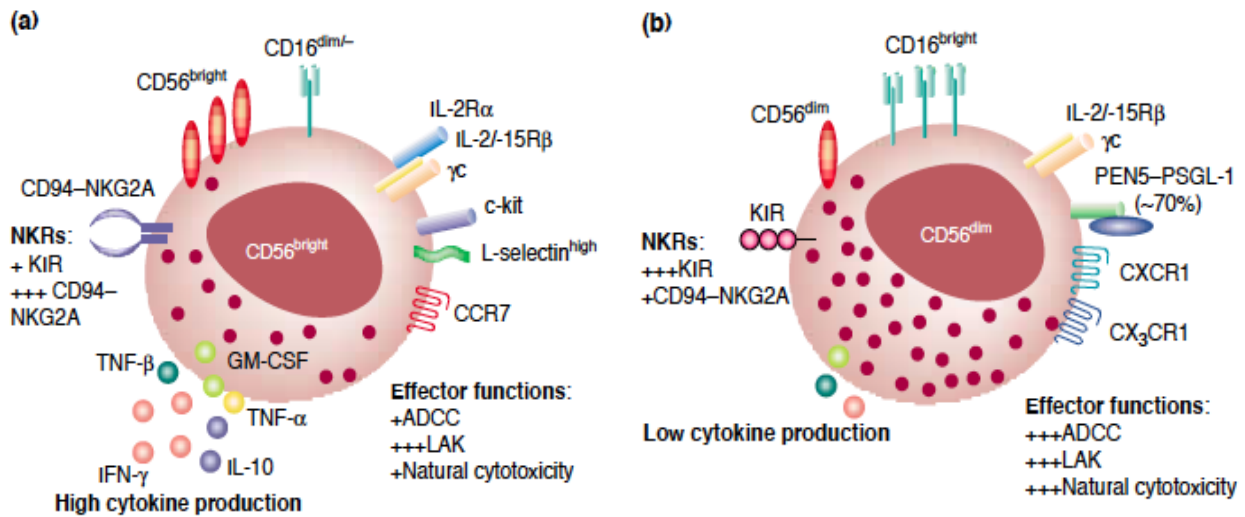 (a)
CD16dim/–
CD56bright
IL-2Rα
IL-2/-15Rβ
γc
CD94–NKG2A
c-kit
NKRs:
+ KIR
+++ CD94–
NKG2A
CD56bright
L-selectinhigh
CCR7
TNF-β
GM-CSF
TNF-α
IFN-γ
IL-10
High cytokine production
Effector functions:
+ADCC
+++LAK
+Natural cytotoxicity
(b)
CD16bright
CD56dim
IL-2/-15Rβ
γc
PEN5–PSGL-1
(~70%)
KIR
NKRs:
+++KIR
+CD94–NKG2A
CD56dim
CXCR1
CX3CR1
Low cytokine production
Effector functions:
+++ADCC
+++LAK
+++Natural cytotoxicity